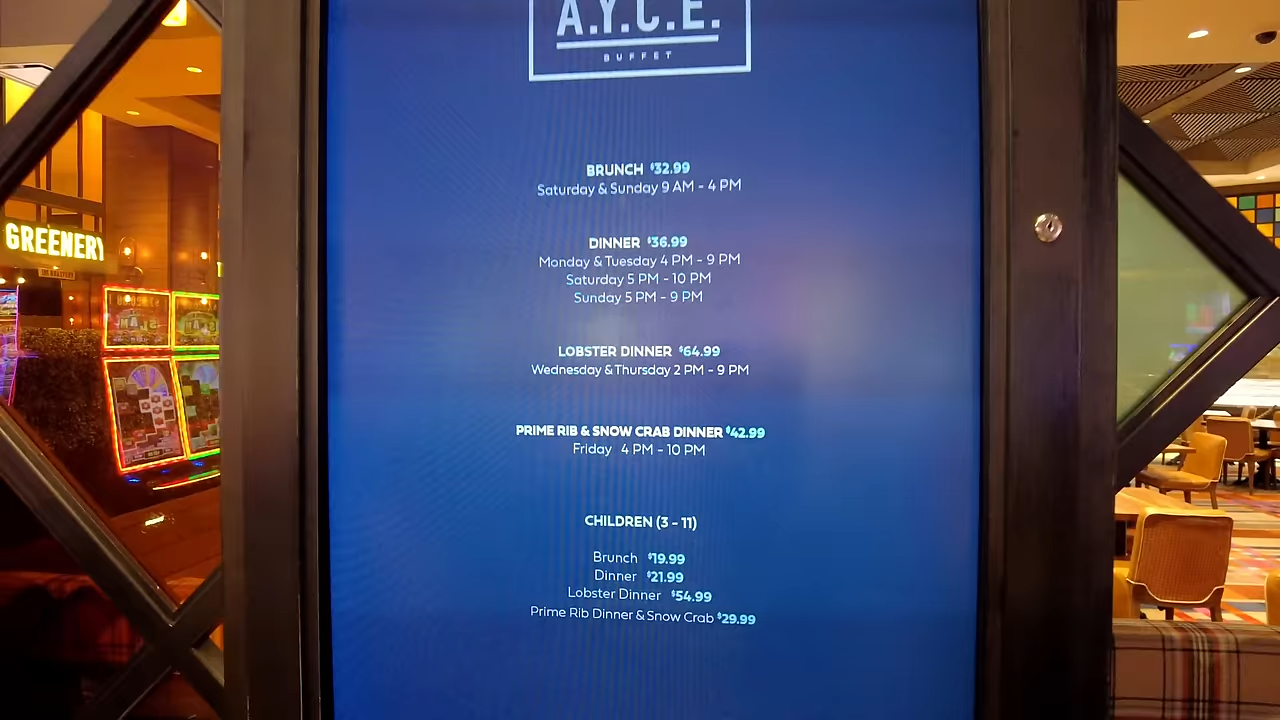 A.Y.C.E.
BUFFET
BRUNCH $32.99
Saturday & Sunday 9 AM - 4 PM
DINNER $36.99
Monday & Tuesday 4 PM - 9 PM
Saturday 5 PM - 10 PM
Sunday 5 PM - 9 PM
LOBSTER DINNER $64.99
Wednesday & Thursday 2 PM - 9 PM
PRIME RIB & SNOW CRAB DINNER $42.99
Friday 4 PM - 10 PM
CHILDREN (3 - 11)
Brunch $19.99
Dinner $21.99
Lobster Dinner $54.99
Prime Rib Dinner & Snow Crab $29.99
GREENERY